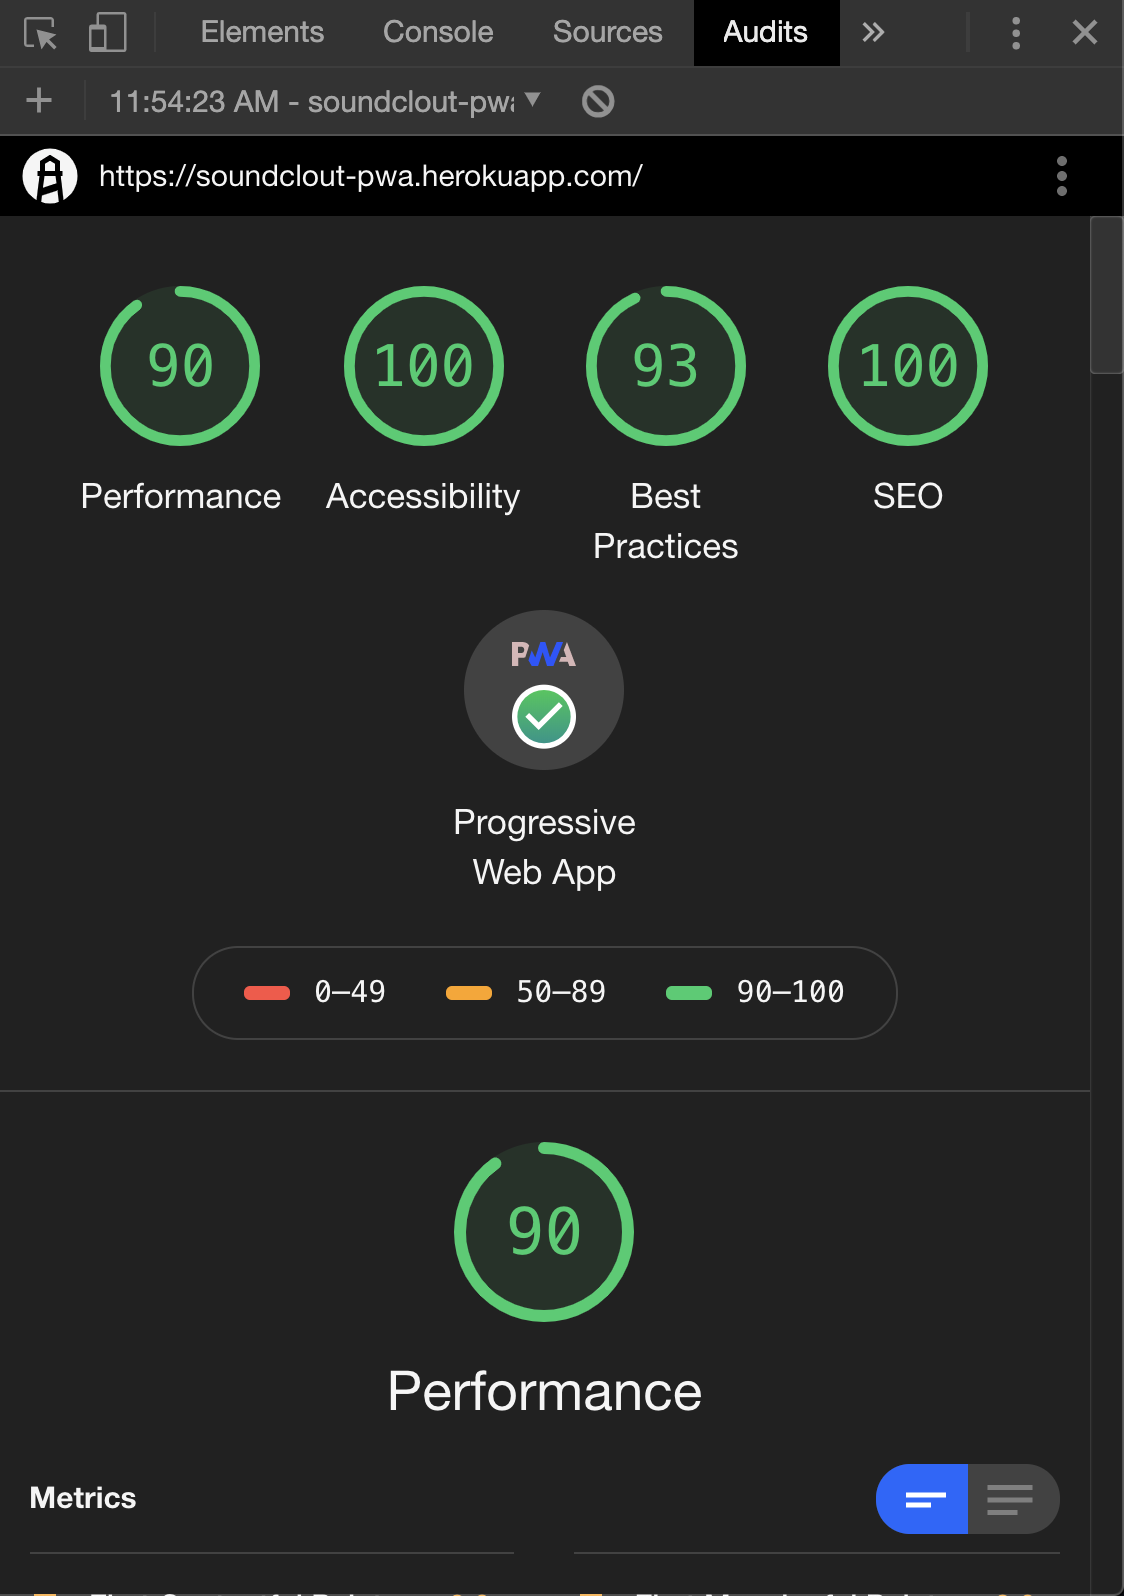 Elements Console Sources Audits
11:54:23 AM - soundclout-pwa
https://soundclout-pwa.herokuapp.com/
90 100 93 100
Performance Accessibility Best Practices SEO
PWA
Progressive
Web App
0–49 50–89 90–100
90
Performance
Metrics